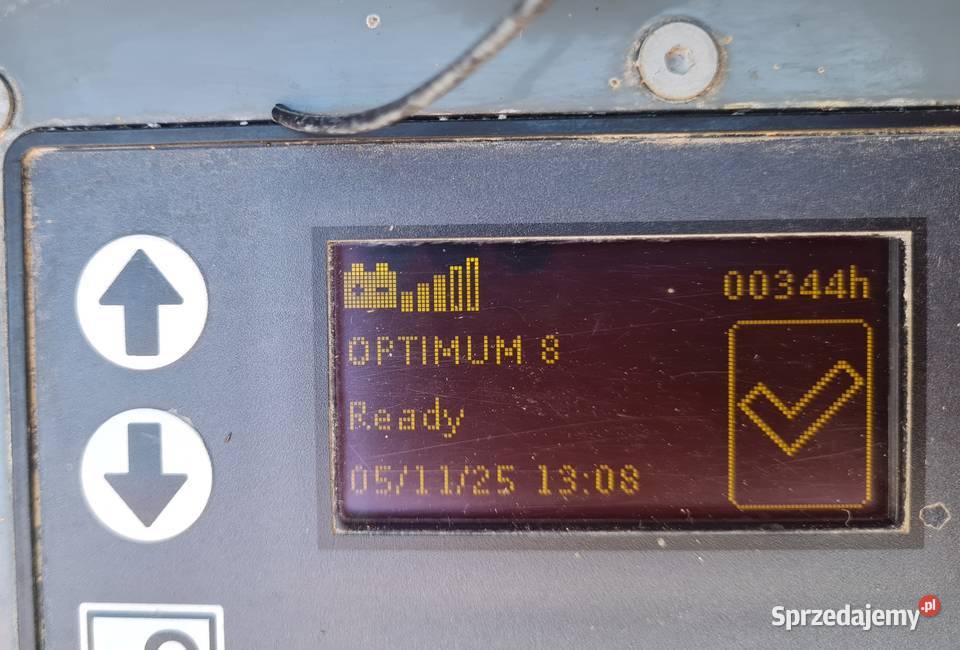 00344h
OPTIMUM 8
Ready
05/11/25 13:08
Sprzedajemy.pl